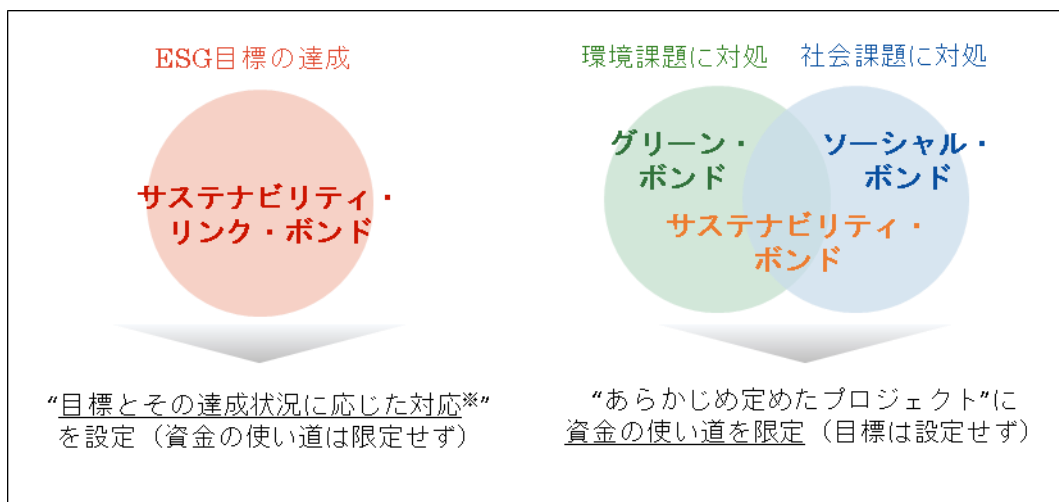 ESG目標の達成
サステナビリティ・
リンク・ボンド
“目標とその達成状況に応じた対応※”
を設定（資金の使い道は限定せず）
環境課題に対処
社会課題に対処
グリーン・
ボンド
ソーシャル・
ボンド
サステナビリティ・
ボンド
“あらかじめ定めたプロジェクト”に
資金の使い道を限定（目標は設定せず）